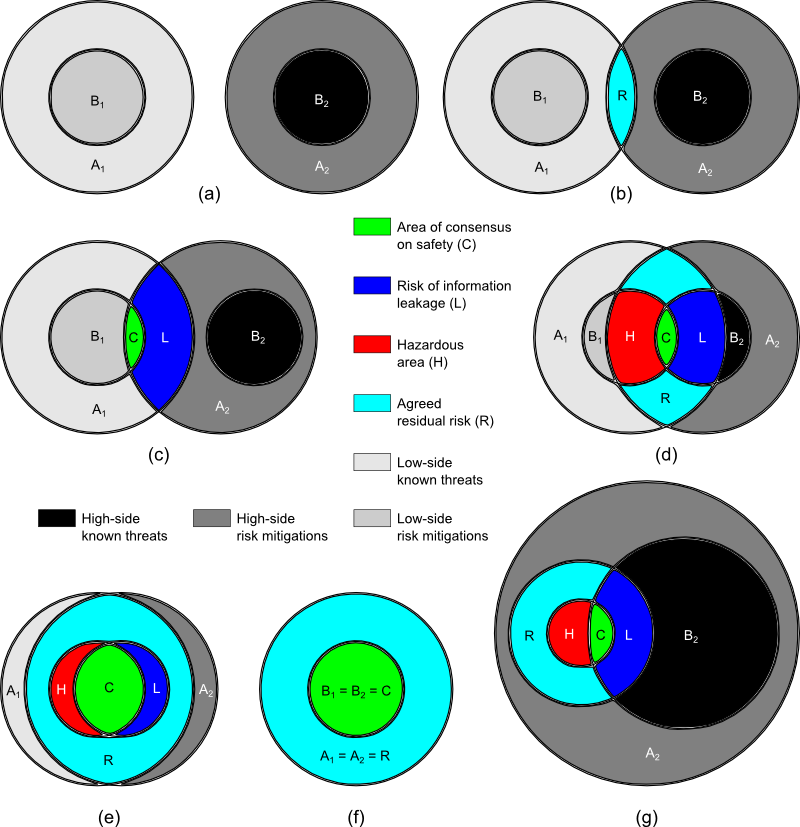 B₁
A₁
B₂
A₂
(a)
B₁
A₁
R
B₂
A₂
(b)
B₁
A₁
C
L
B₂
A₂
(c)
Area of consensus
on safety (C)
Risk of information
leakage (L)
Hazardous
area (H)
Agreed
residual risk (R)
Low-side
known threats
Low-side
risk mitigations
High-side
known threats
High-side
risk mitigations
A₁
B₁
H
C
L
B₂
A₂
R
(d)
A₁
H
C
L
A₂
R
(e)
B₁ = B₂ = C
A₁ = A₂ = R
(f)
R
H
C
L
B₂
A₂
(g)